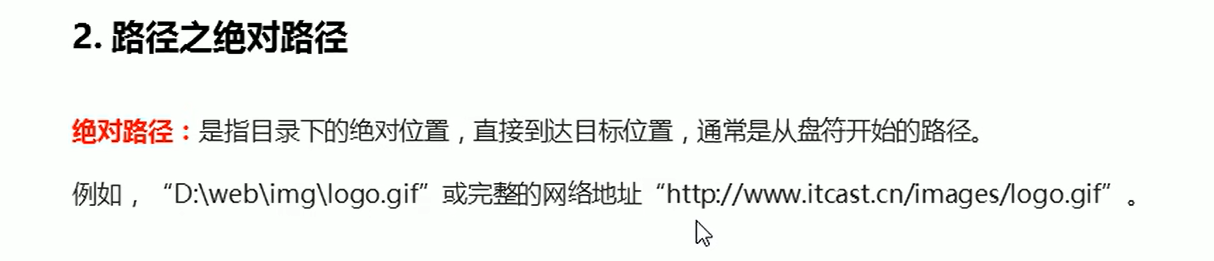 2. 路径之绝对路径
绝对路径：是指目录下的绝对位置，直接到达目标位置，通常是从盘符开始的路径。
例如，“D:\web\img\logo.gif”或完整的网络地址“http://www.itcast.cn/images/logo.gif”。